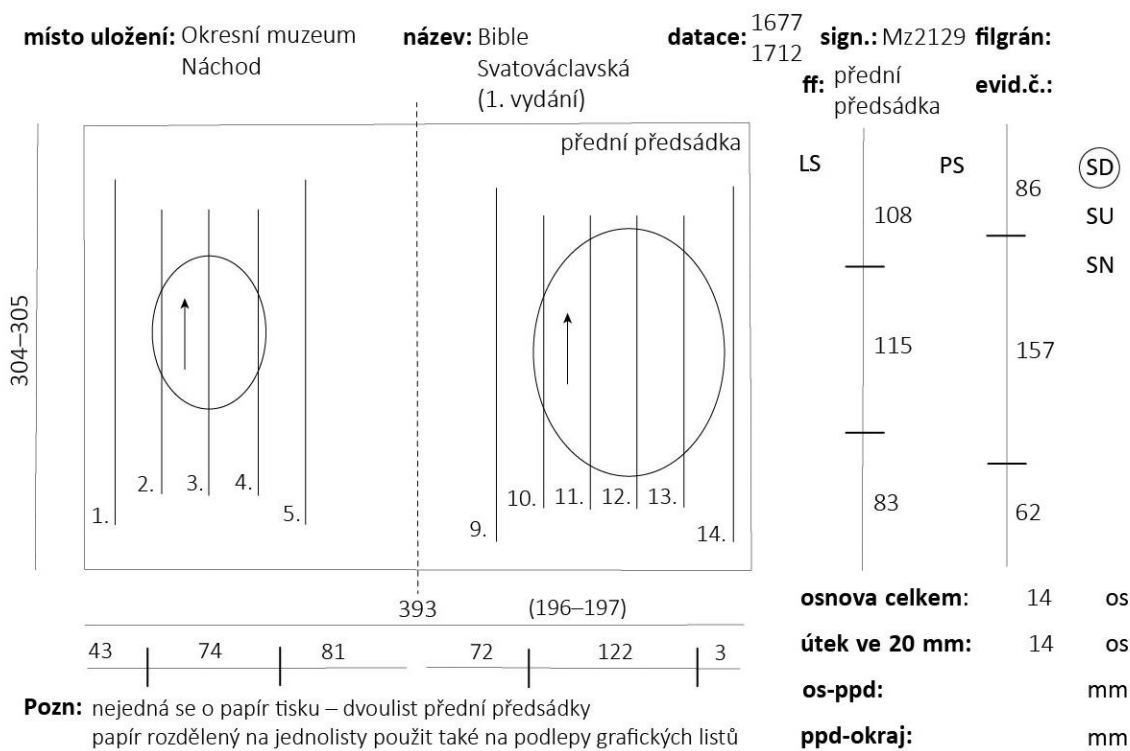 místo uložení: Okresní muzeum
Náchod
název: Bible
Svatováclavská
(1. vydání)
datace: 1677
1712
sign.: Mz2129
filgrán:
ff: přední
předsádka
evid.č.:
přední předsádka
304–305
1.
2.
3.
4.
5.
9.
10.
11.
12.
13.
14.
LS
108
115
83
PS
86
157
62
SD
SU
SN
393
(196–197)
43 74 81 72 122 3
osnova celkem: 14 os
útek ve 20 mm: 14 os
os-ppd: mm
ppd-okraj: mm
Pozn: nejedná se o papír tisku – dvoulist přední předsádky
papír rozdělený na jednolisty použit také na podlepy grafických listů